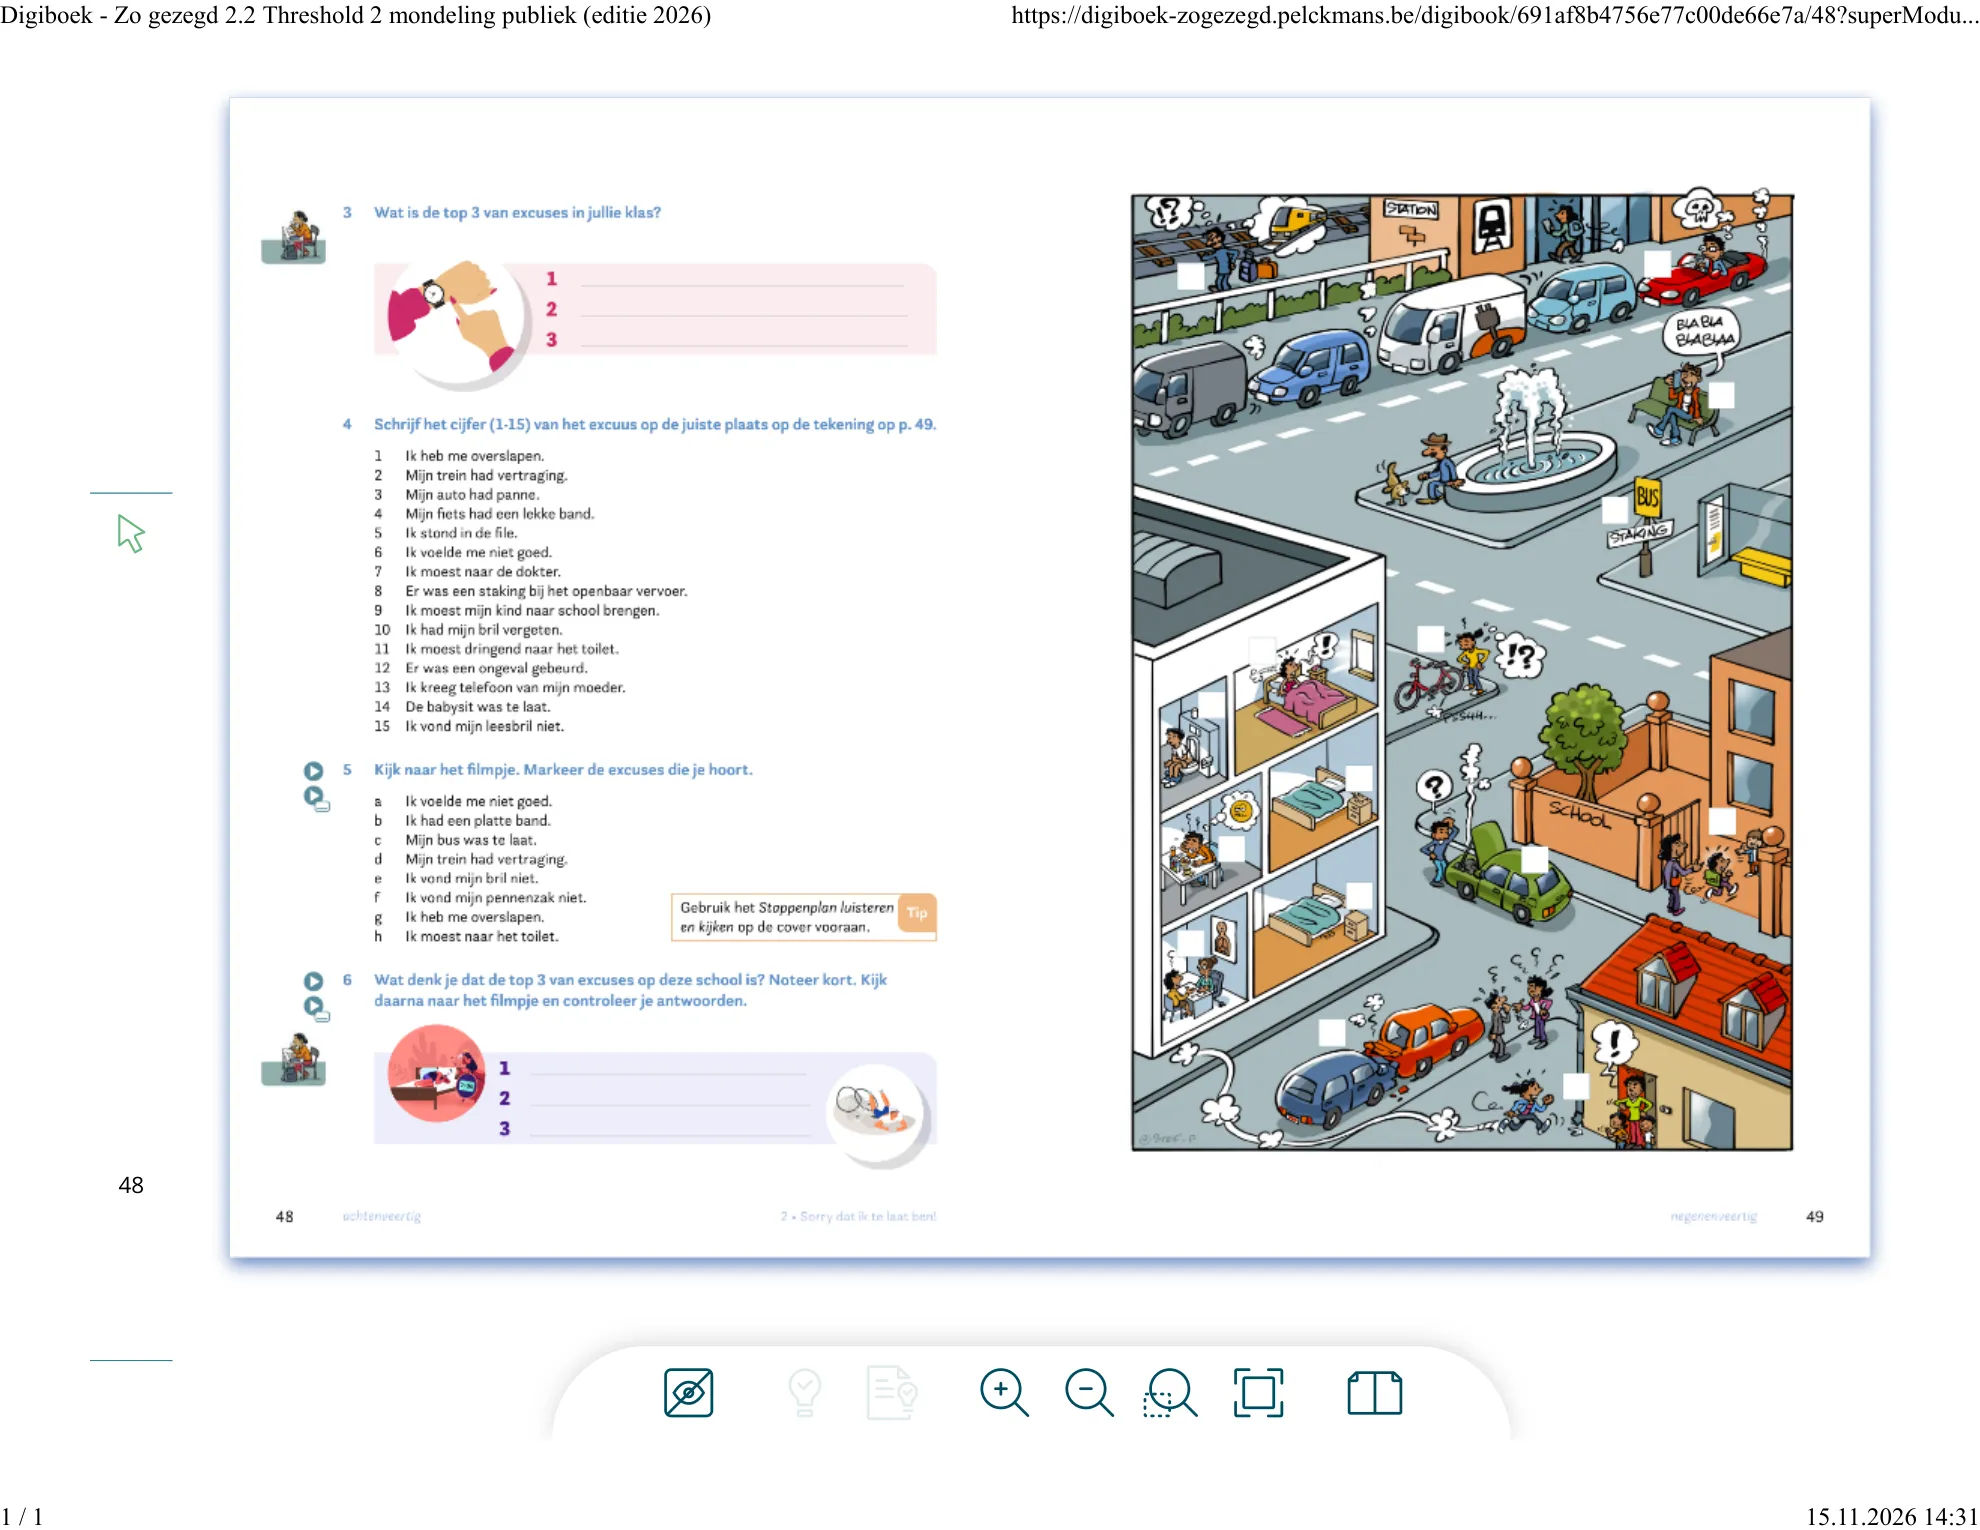 Digiboek - Zo gezegd 2.2 Threshold 2 mondeling publiek (editie 2026)
https://digiboek-zogezegd.pelckmans.be/digibook/691af8b4756e77c00de66e7a/48?superModu...
3 Wat is de top 3 van excuses in jullie klas?
1
2
3
4 Schrijf het cijfer (1-15) van het excuus op de juiste plaats op de tekening op p. 49.
1 Ik heb me overslapen.
2 Mijn trein had vertraging.
3 Mijn auto had panne.
4 Mijn fiets had een lekke band.
5 Ik stond in de file.
6 Ik voelde me niet goed.
7 Ik moest naar de dokter.
8 Er was een staking bij het openbaar vervoer.
9 Ik moest mijn kind naar school brengen.
10 Ik had mijn bril vergeten.
11 Ik moest dringend naar het toilet.
12 Er was een ongeval gebeurd.
13 Ik kreeg telefoon van mijn moeder.
14 De babysit was te laat.
15 Ik vond mijn leesbril niet.
5 Kijk naar het filmpje. Markeer de excuses die je hoort.
a Ik voelde me niet goed.
b Ik had een platte band.
c Mijn bus was te laat.
d Mijn trein had vertraging.
e Ik vond mijn bril niet.
f Ik vond mijn pennenzak niet.
g Ik heb me overslapen.
h Ik moest naar het toilet.
Gebruik het Stappenplan luisteren
en kijken op de cover vooraan.
Tip
6 Wat denk je dat de top 3 van excuses op deze school is? Noteer kort. Kijk
daarna naar het filmpje en controleer je antwoorden.
1
2
3
48
48 achtenveertig
2 • Sorry dat ik te laat ben!
!?
STATION
BLA BLA
BLABLAA
BUS
STAKING
!
!?
PSSHH...
?
SCHOOL
!
negenenveertig 49
1 / 1
15.11.2026 14:31